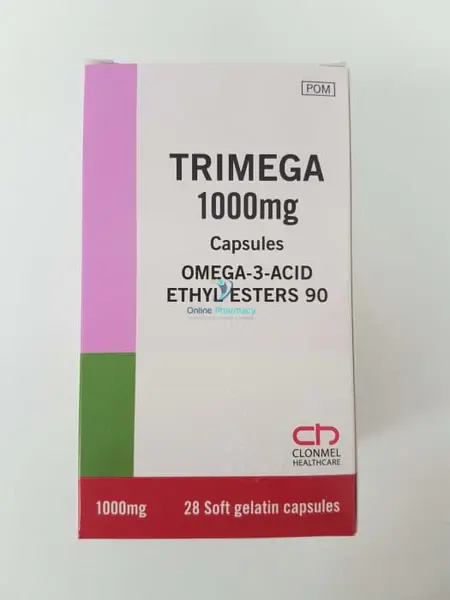 POM
TRIMEGA
1000mg
Capsules
OMEGA-3-ACID
ETHYL ESTERS 90
Online Pharmacy
CLONMEL
HEALTHCARE
1000mg 28 Soft gelatin capsules